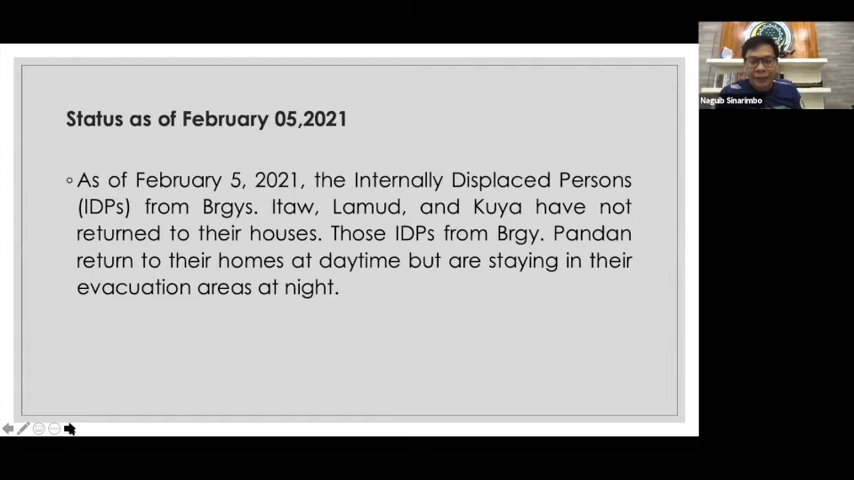 Status as of February 05,2021
As of February 5, 2021, the Internally Displaced Persons
(IDPs) from Brgys. Itaw, Lamud, and Kuya have not
returned to their houses. Those IDPs from Brgy. Pandan
return to their homes at daytime but are staying in their
evacuation areas at night.
Naguib Sinarimbo